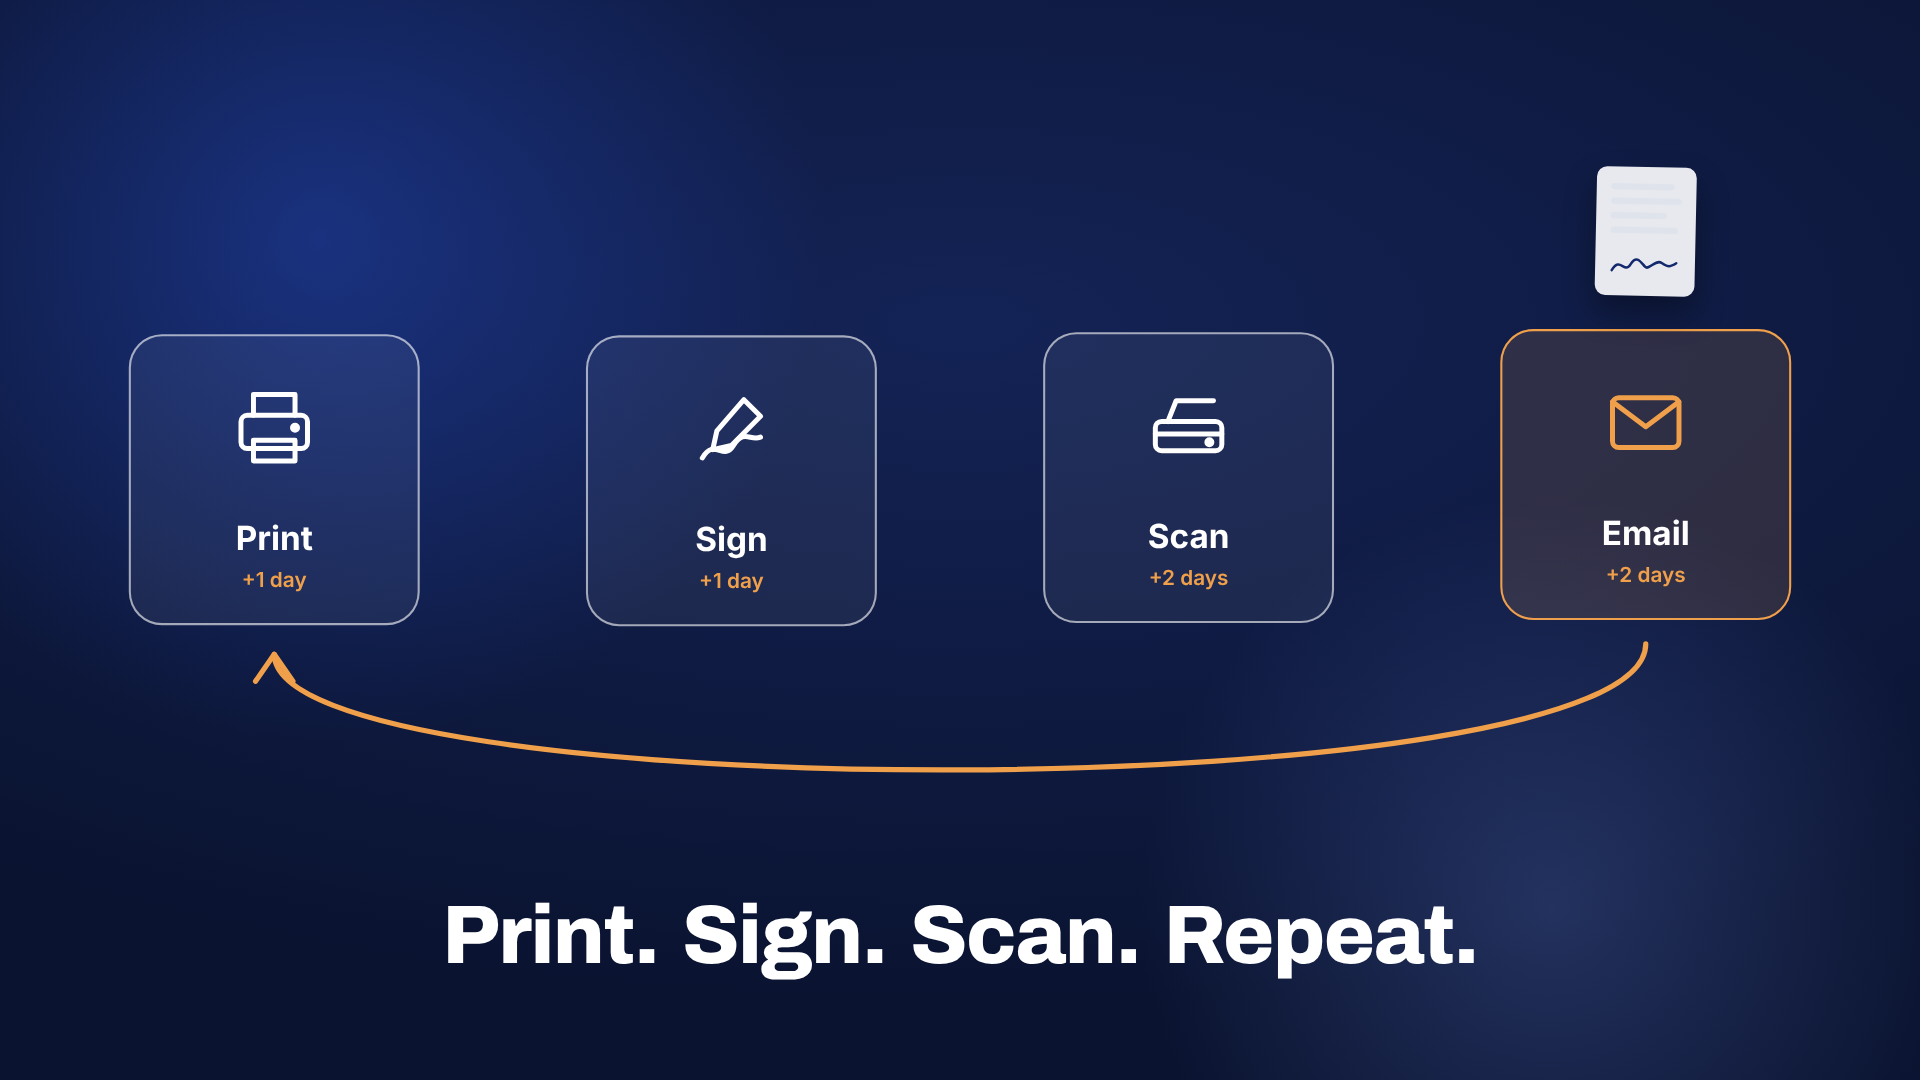 Print
+1 day
Sign
+1 day
Scan
+2 days
Email
+2 days
Print. Sign. Scan. Repeat.